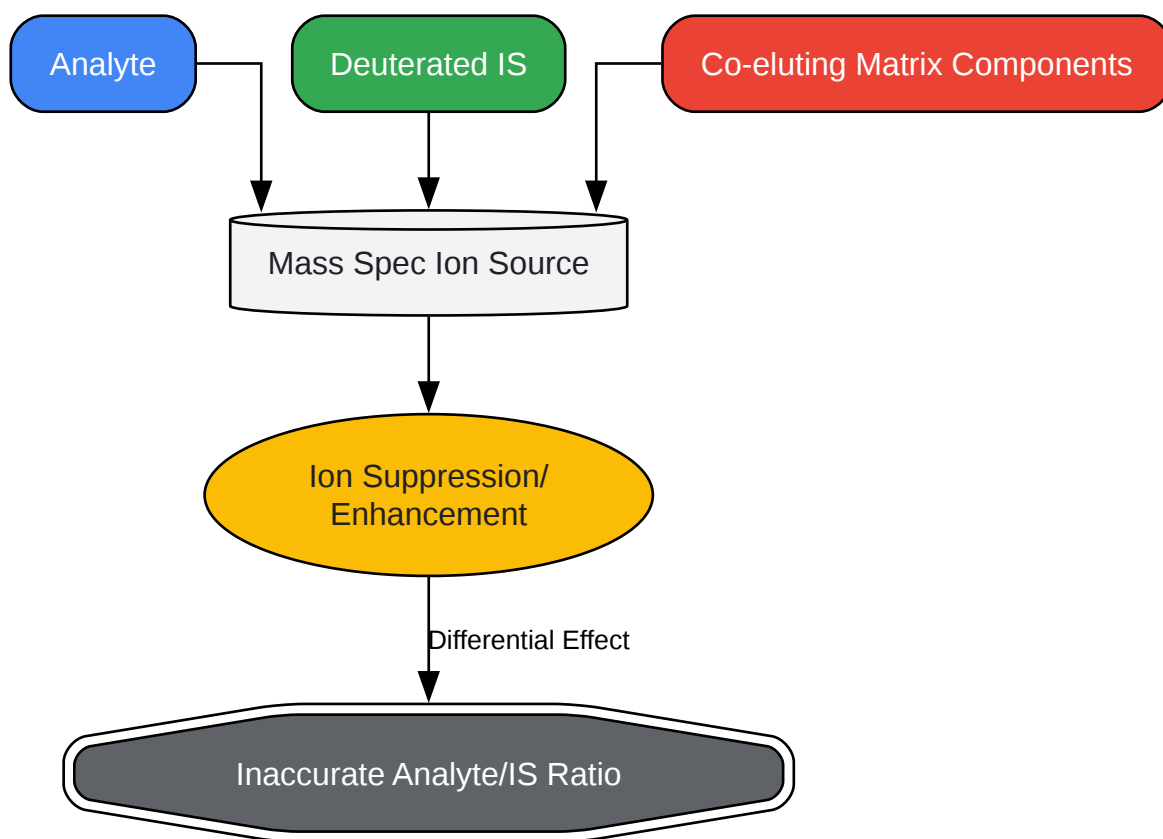 Analyte
Deuterated IS
Co-eluting Matrix Components
Mass Spec Ion Source
Ion Suppression/
Enhancement
Differential Effect
Inaccurate Analyte/IS Ratio